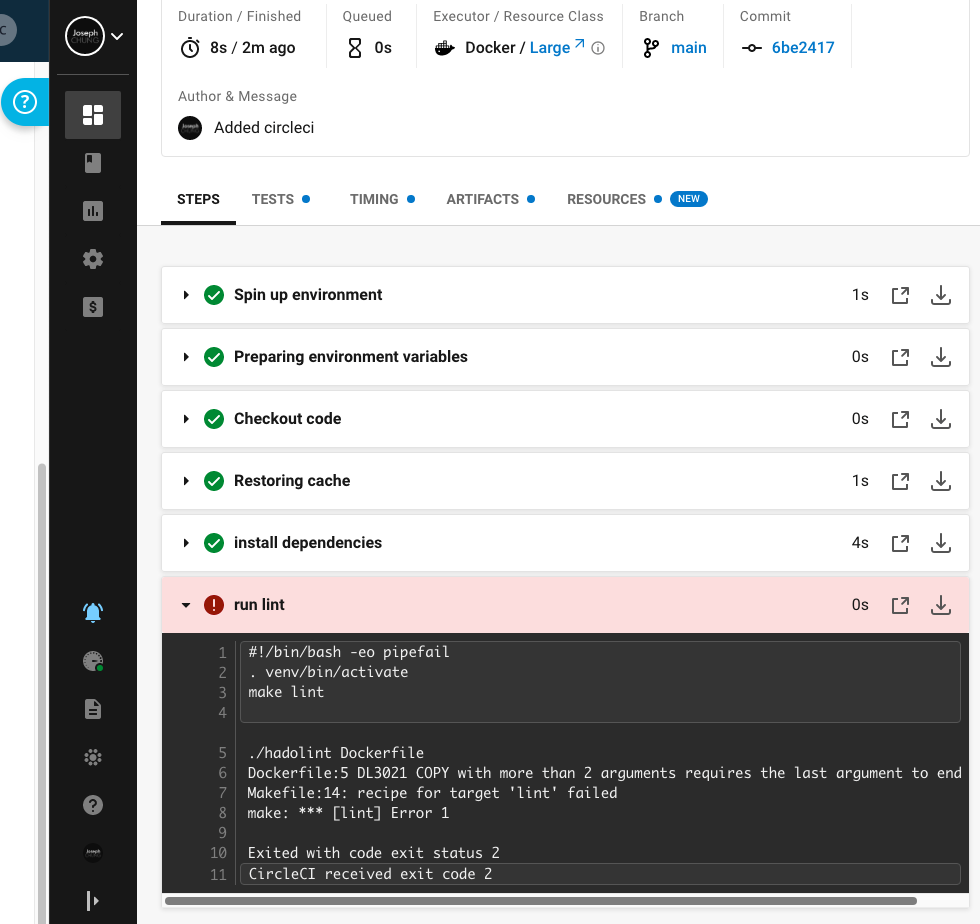 C
Joseph
CHUNG
?
Duration / Finished
Queued
Executor / Resource Class
Branch
Commit
8s / 2m ago
0s
Docker / Large
main
6be2417
Author & Message
Added circleci
STEPS
TESTS
TIMING
ARTIFACTS
RESOURCES
NEW
$
Spin up environment
1s
Preparing environment variables
0s
Checkout code
0s
Restoring cache
1s
install dependencies
4s
run lint
0s
1 #!/bin/bash -eo pipefail
2 . venv/bin/activate
3 make lint
4
5 ./hadolint Dockerfile
6 Dockerfile:5 DL3021 COPY with more than 2 arguments requires the last argument to end
7 Makefile:14: recipe for target 'lint' failed
8 make: *** [lint] Error 1
9
10 Exited with code exit status 2
11 CircleCI received exit code 2
?